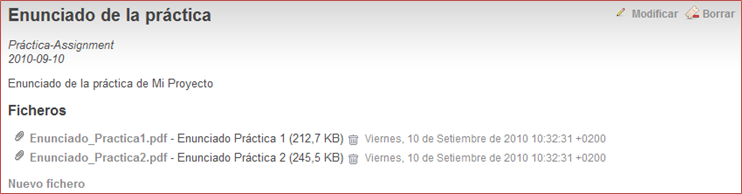 Enunciado de la práctica
Modificar Borrar
Práctica-Assignment
2010-09-10
Enunciado de la práctica de Mi Proyecto
Ficheros
Enunciado_Practica1.pdf - Enunciado Práctica 1 (212,7 KB) Viernes, 10 de Setiembre de 2010 10:32:31 +0200
Enunciado_Practica2.pdf - Enunciado Práctica 2 (245,5 KB) Viernes, 10 de Setiembre de 2010 10:32:31 +0200
Nuevo fichero